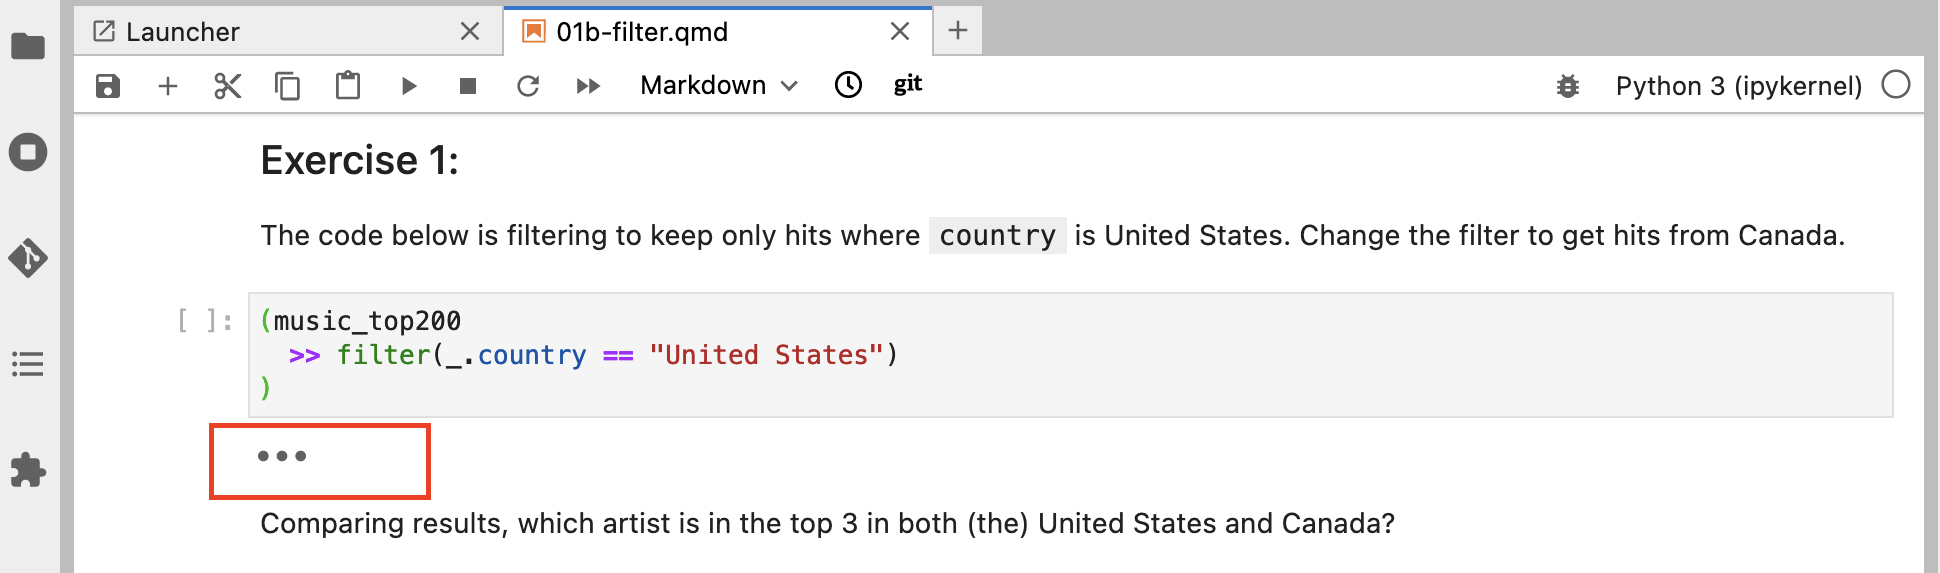 Launcher
01b-filter.qmd
Markdown
git
Python 3 (ipykernel)
Exercise 1:
The code below is filtering to keep only hits where country is United States. Change the filter to get hits from Canada.
[ ]:
(music_top200
  >> filter(_.country == "United States")
)
•••
Comparing results, which artist is in the top 3 in both (the) United States and Canada?